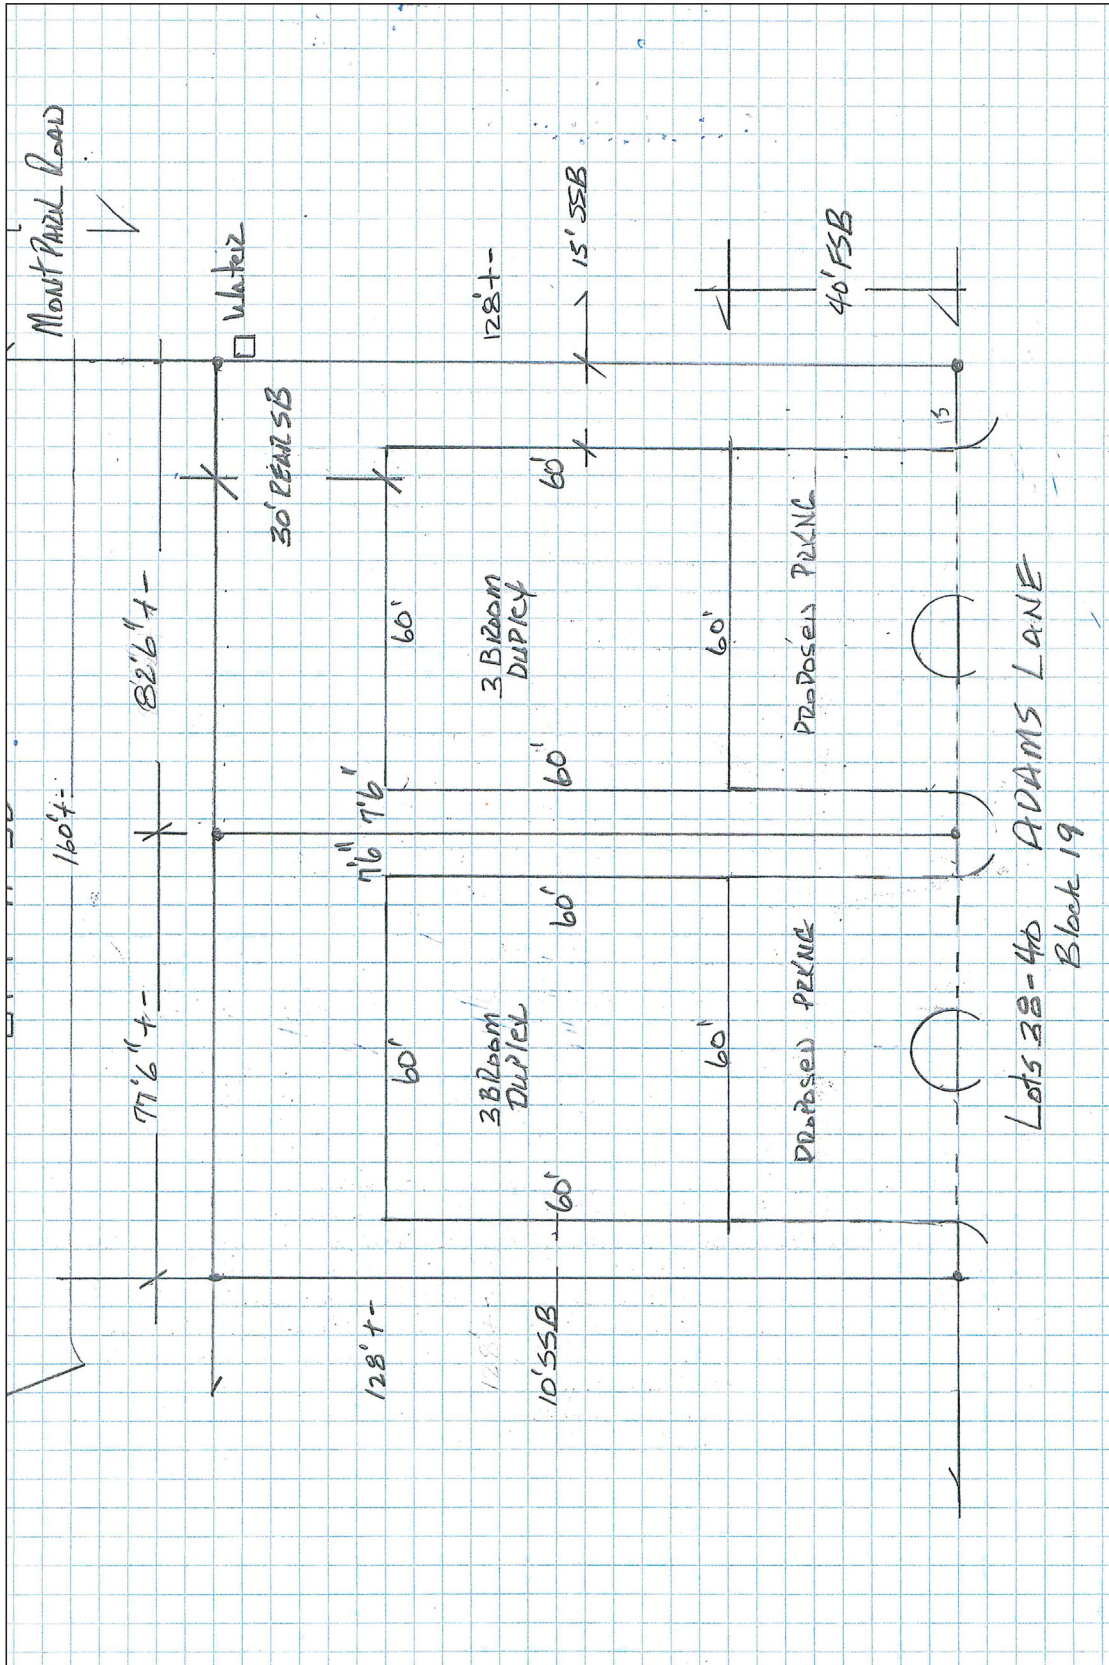 MONT PARK ROAD
160'+-
77'6"+-
82'6"+-
Water
30' REAR SB
128'+-
128'+-
7'6" 7'6"
60'
60'
3 BROOM
DUPLEX
3 BROOM
DUPLEX
10' SSB
60'
60'
60'
60'
15' SSB
60"
60'
PROPOSED PRKNG
PROPOSED PRKNG
40' FSB
15
Lots 38-40 ADAMS LANE
Block 19